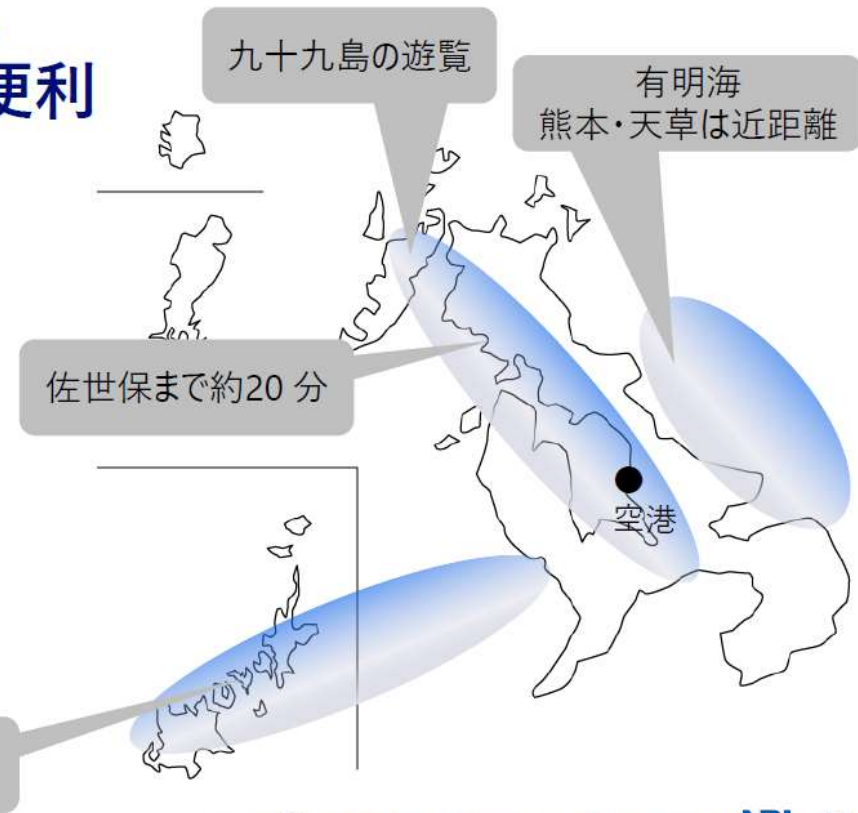 便利
九十九島の遊覧
有明海
熊本・天草は近距離
佐世保まで約20 分
空港